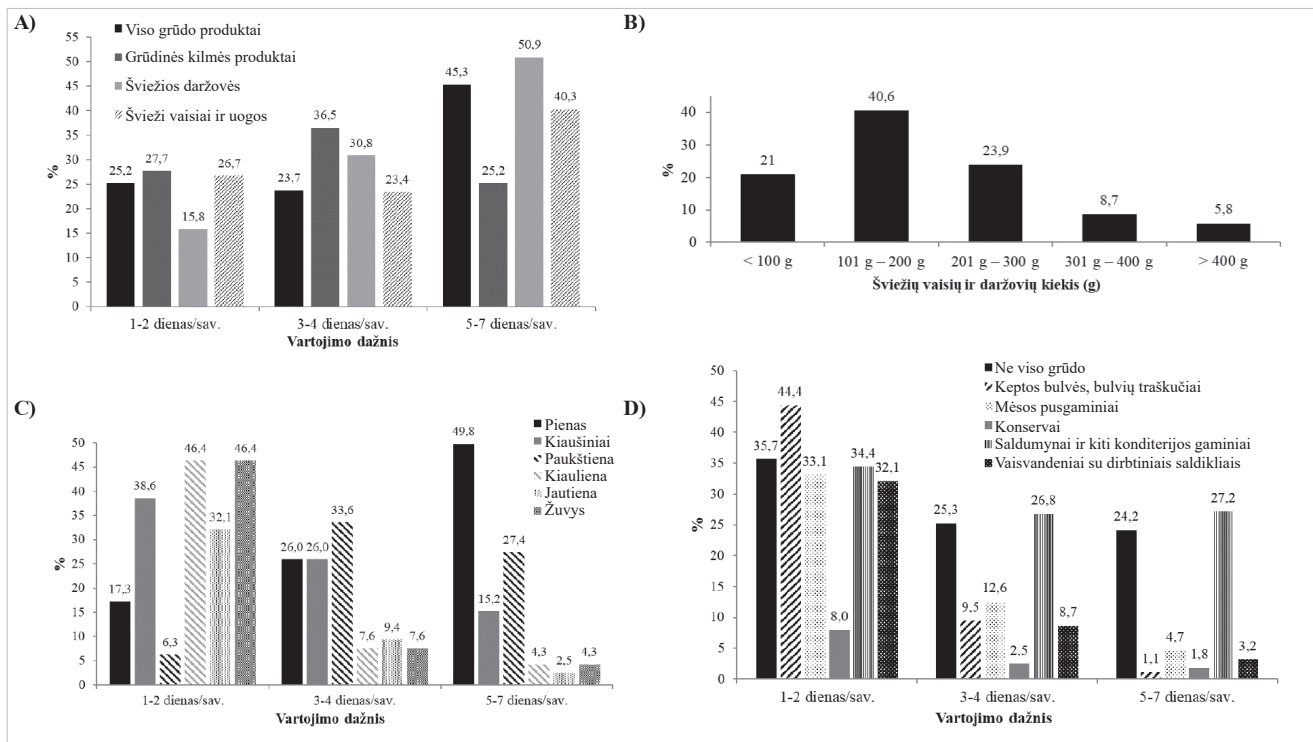 A)
Viso grūdo produktai
Grūdinės kilmės produktai
Šviežios daržovės
Švieži vaisiai ir uogos
%
55
50
45
40
35
30
25
20
15
10
5
0
25,2
27,7
15,8
26,7
23,7
36,5
30,8
23,4
45,3
25,2
50,9
40,3
1-2 dienas/sav.
3-4 dienas/sav.
5-7 dienas/sav.
Vartojimo dažnis
B)
%
40
30
20
10
0
21
40,6
23,9
8,7
5,8
< 100 g
101 g – 200 g
201 g – 300 g
301 g – 400 g
> 400 g
Šviežių vaisių ir daržovių kiekis (g)
C)
Pienas
Kiaušiniai
Paukštiena
Kiauliena
Jautiena
Žuvys
%
50
45
40
35
30
25
20
15
10
5
0
17,3
38,6
6,3
46,4
32,1
46,4
26,0
26,0
33,6
7,6
9,4
7,6
49,8
15,2
27,4
4,3
2,5
4,3
1-2 dienas/sav.
3-4 dienas/sav.
5-7 dienas/sav.
Vartojimo dažnis
D)
Ne viso grūdo
Keptos bulvės, bulvių traškučiai
Mėsos pusgaminiai
Konservai
Saldumynai ir kiti konditerijos gaminiai
Vaisvandeniai su dirbtiniais saldikliais
%
50
45
40
35
30
25
20
15
10
5
0
35,7
44,4
33,1
8,0
34,4
32,1
25,3
9,5
12,6
2,5
26,8
8,7
24,2
1,1
4,7
1,8
27,2
3,2
1-2 dienas/sav.
3-4 dienas/sav.
5-7 dienas/sav.
Vartojimo dažnis